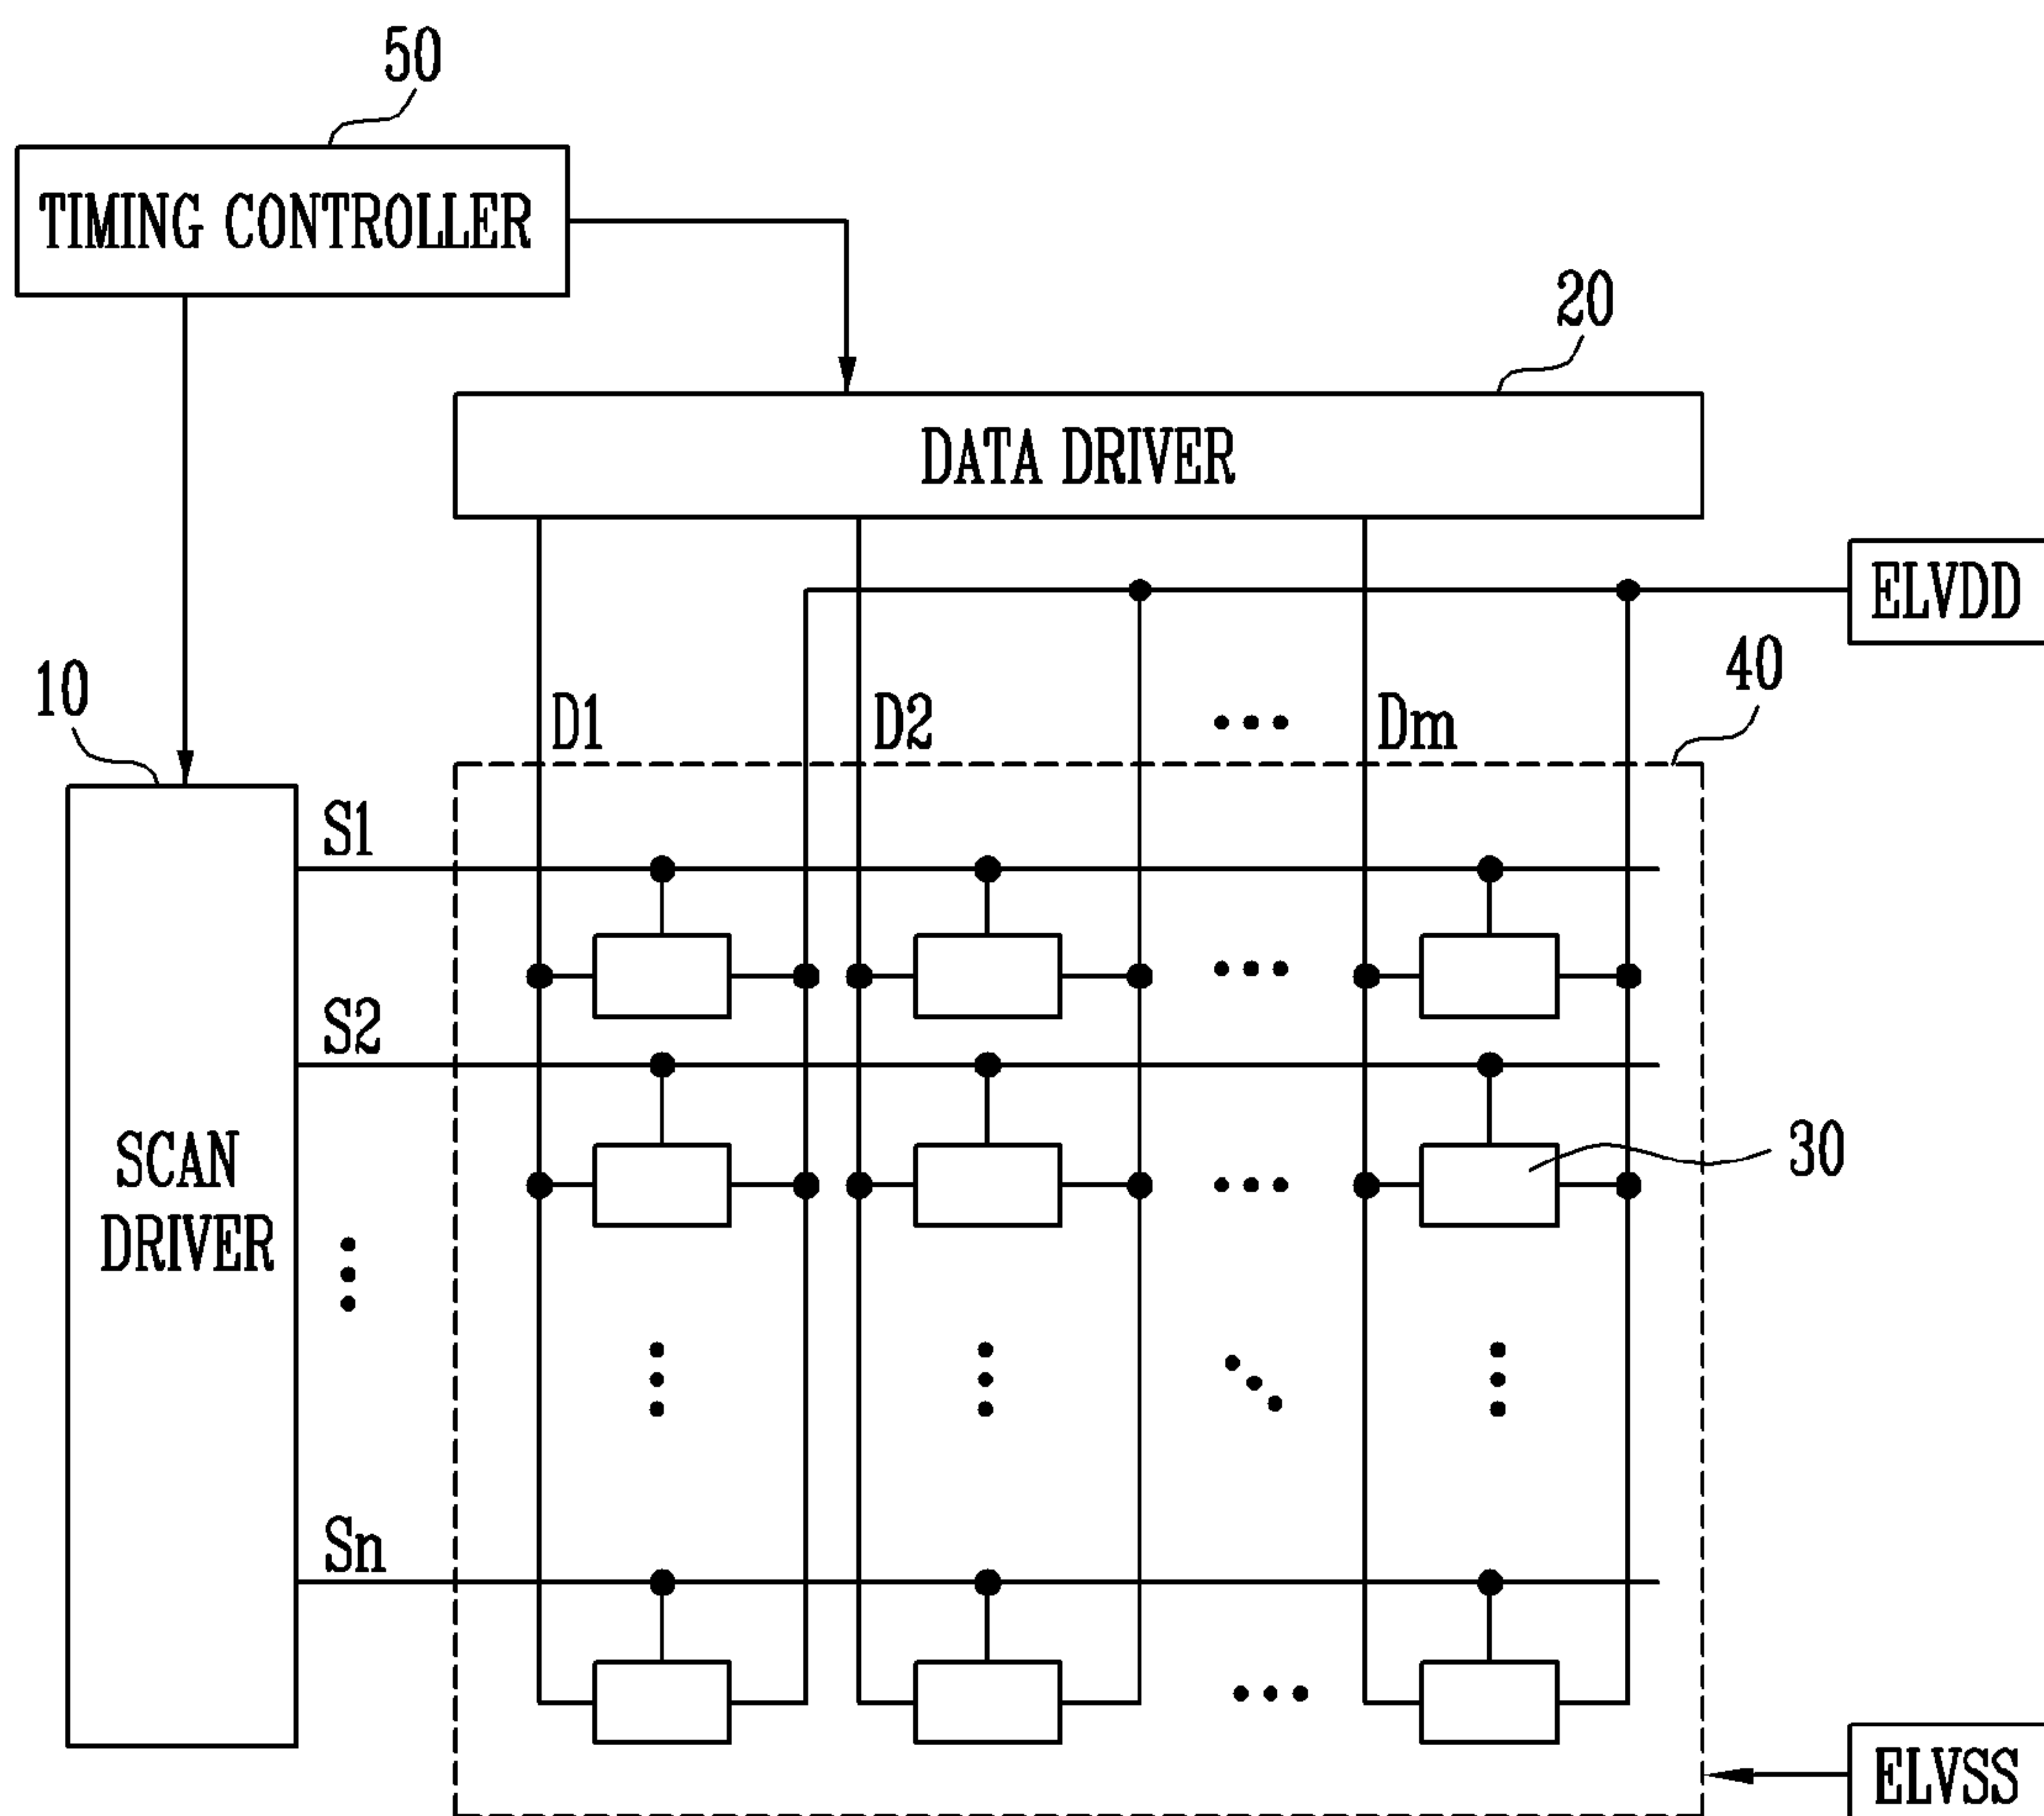 50
TIMING CONTROLLER
20
DATA DRIVER
ELVDD
40
10
D1 D2 ... Dm
S1
S2
30
SCAN
DRIVER
Sn
ELVSS